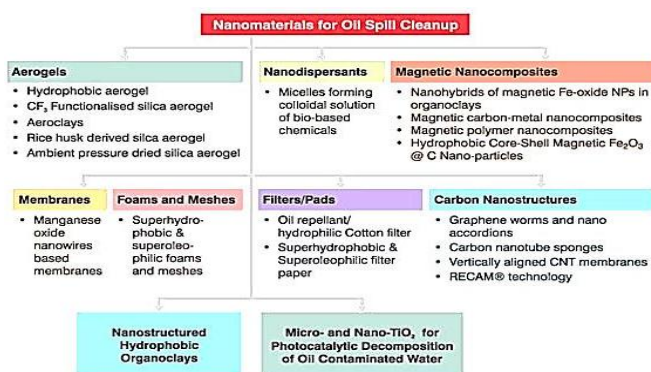 Nanomaterials for Oil Spill Cleanup
Aerogels
• Hydrophobic aerogel
• CF₃ Functionalised silica aerogel
• Aeroclays
• Rice husk derived silca aerogel
• Ambient pressure dried silica aerogel
Nanodispersants
• Micelles forming
colloidal solution
of bio-based
chemicals
Magnetic Nanocomposites
• Nanohybrids of magnetic Fe-oxide NPs in
organoclays
• Magnetic carbon-metal nanocomposites
• Magnetic polymer nanocomposites
• Hydrophobic Core-Shell Magnetic Fe₂O₃
@ C Nano-particles
Membranes
• Manganese
oxide
nanowires
based
membranes
Foams and Meshes
• Superhydro-
phobic &
superoleo-
philic foams
and meshes
Filters/Pads
• Oil repellant/
hydrophilic Cotton filter
• Superhydrophobic &
Superoleophilic filter
paper
Carbon Nanostructures
• Graphene worms and nano
accordions
• Carbon nanotube sponges
• Vertically aligned CNT membranes
• RECAM® technology
Nanostructured
Hydrophobic
Organoclays
Micro- and Nano-TiO₂ for
Photocatalytic Decomposition
of Oil Contaminated Water